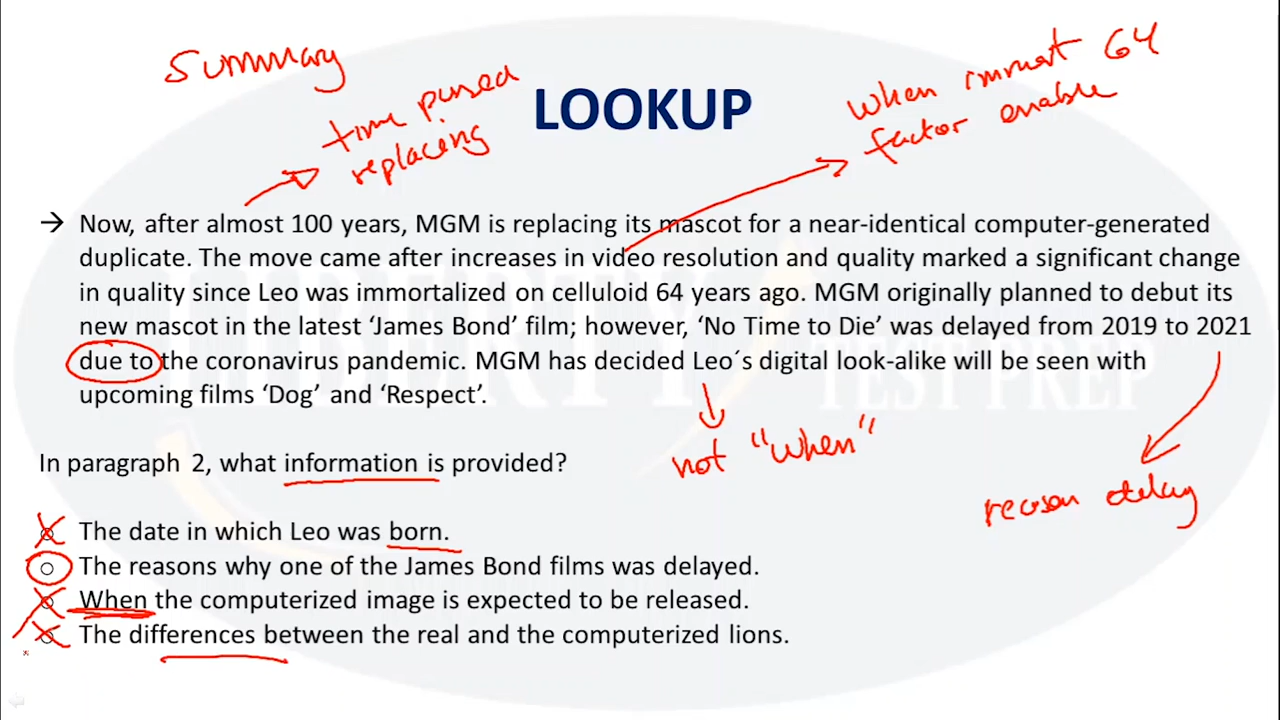 Summary
LOOKUP
time passed
replacing
when immort 64
factor enable
→ Now, after almost 100 years, MGM is replacing its mascot for a near-identical computer-generated
duplicate. The move came after increases in video resolution and quality marked a significant change
in quality since Leo was immortalized on celluloid 64 years ago. MGM originally planned to debut its
new mascot in the latest ‘James Bond’ film; however, ‘No Time to Die’ was delayed from 2019 to 2021
due to the coronavirus pandemic. MGM has decided Leo´s digital look-alike will be seen with
upcoming films ‘Dog’ and ‘Respect’.
not "when"
reason delay
In paragraph 2, what information is provided?
The date in which Leo was born.
The reasons why one of the James Bond films was delayed.
When the computerized image is expected to be released.
The differences between the real and the computerized lions.
LIBERTY
TEST PREP